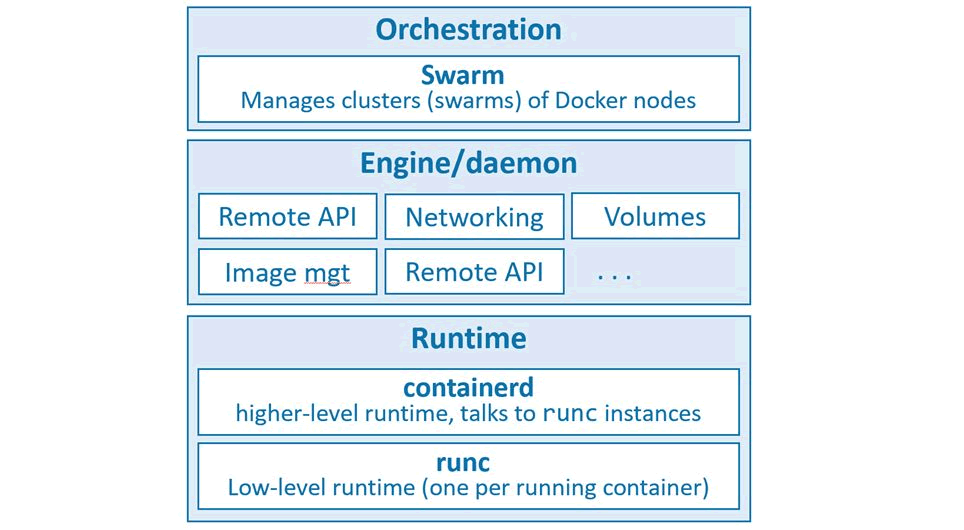 Orchestration
Swarm
Manages clusters (swarms) of Docker nodes
Engine/daemon
Remote API
Networking
Volumes
Image mgt
Remote API
...
Runtime
containerd
higher-level runtime, talks to runc instances
runc
Low-level runtime (one per running container)